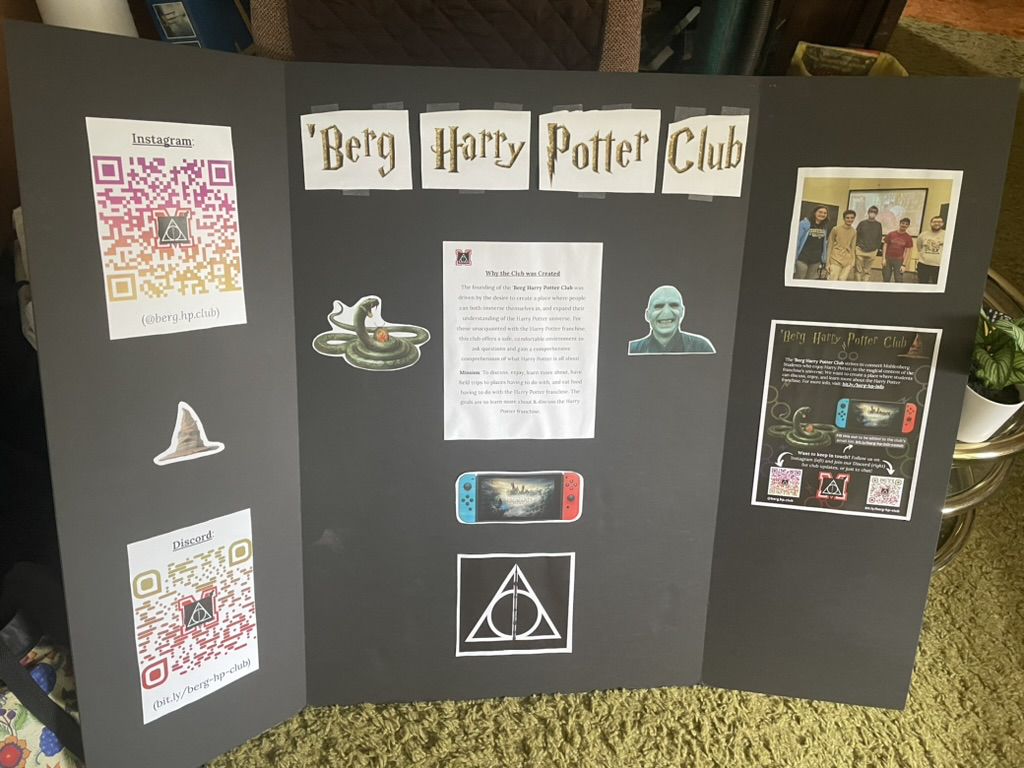 Instagram:
(@berg.hp.club)
Discord:
(bit.ly/berg-hp-club)
'Berg Harry Potter Club
Why the Club was Created
The founding of the 'Berg Harry Potter Club was
driven by the desire to create a place where people
can both immerse themselves in, and expand their
understanding of the Harry Potter universe. For
those unacquainted with the Harry Potter franchise,
this club offers a safe, comfortable environment to
ask questions and gain a comprehensive
comprehension of what Harry Potter is all about
Mission: To discuss, enjoy, learn more about, have
field trips to places having to do with, and eat food
having to do with the Harry Potter franchise. The
goals are to learn more about & discuss the Harry
Potter franchise.
'Berg Harry Potter Club
The 'Berg Harry Potter Club strives to connect Muhlenberg
Students who enjoy Harry Potter, to the magical content of the
franchise's universe. We want to create a place where students
can discuss, enjoy, and learn more about the Harry Potter
franchise. For more info, visit:
Want to keep in touch? Follow us on
Instagram (left) and join our Discord (right)
for club updates, or just to chat!
@berg.hp.club
bit.ly/berg-hp-club